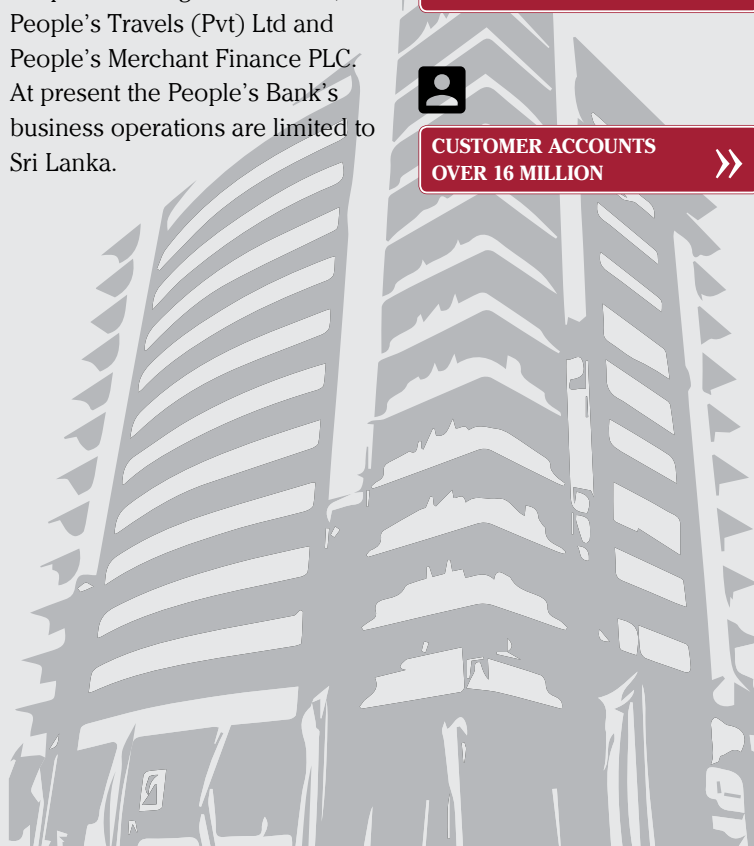 People’s Travels (Pvt) Ltd and
People’s Merchant Finance PLC.
At present the People’s Bank’s
business operations are limited to
Sri Lanka.
CUSTOMER ACCOUNTS
OVER 16 MILLION